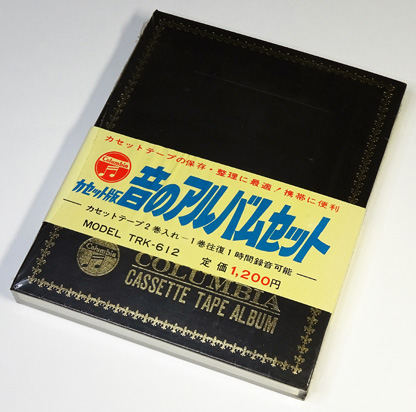 カセットテープの保存・整理に最適!携帯に便利
Columbia
カセット版 音のアルバムセット
カセットテープ2巻入れ-1巻往復1時間録音可能
MODEL TRK-612 定価1,200円
Columbia
COLUMBIA
CASSETTE TAPE ALBUM